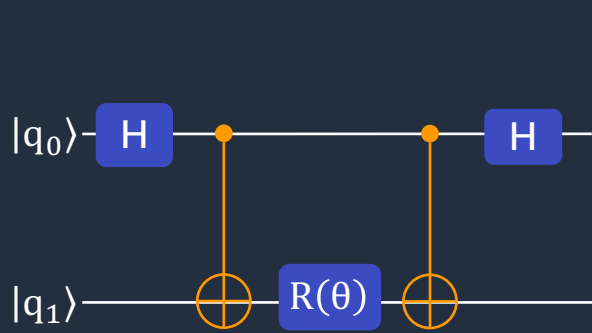 |q₀⟩ H H
|q₁⟩ R(θ)